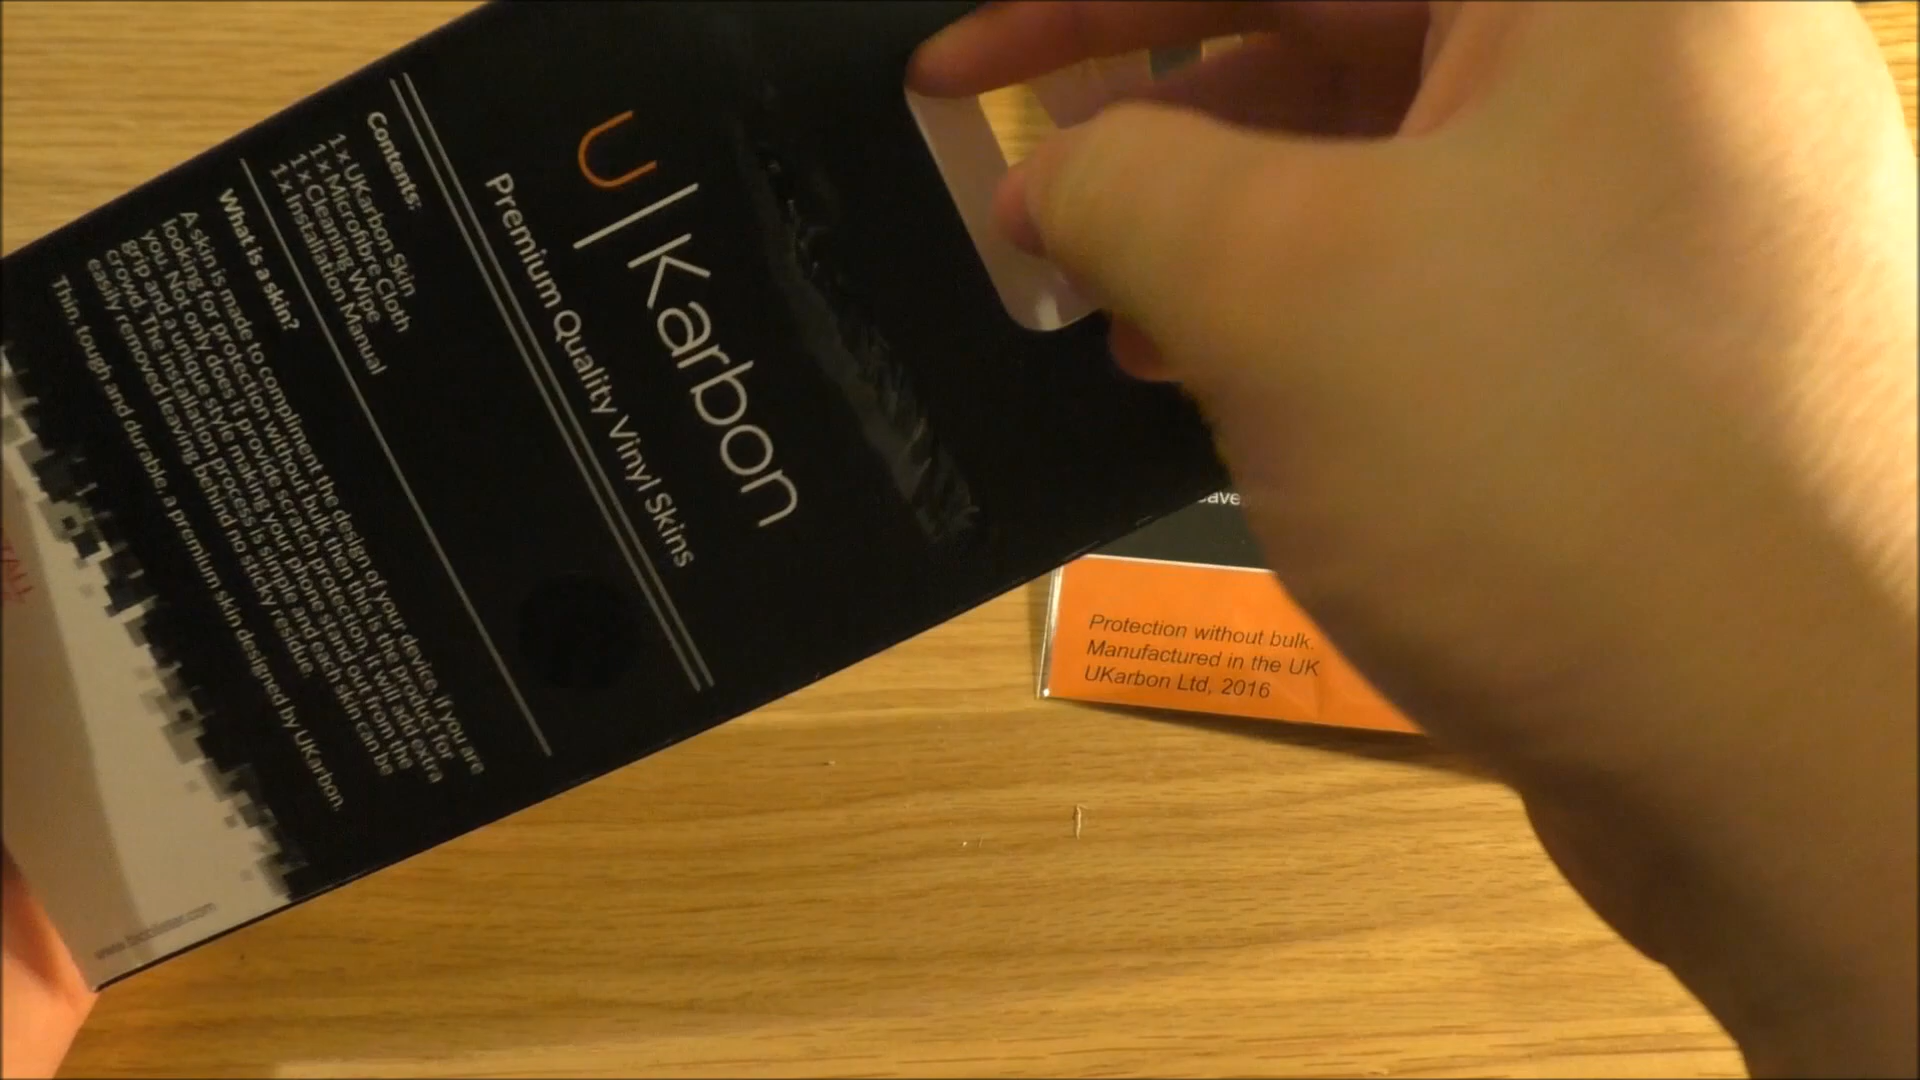 U | Karbon
Premium Quality Vinyl Skins
Contents:
1 x UKarbon Skin
1 x Microfibre Cloth
1 x Cleaning Wipe
1 x Installation Manual
What is a skin?
A skin is made to compliment the design of your device, if you are
looking for protection without bulk then this is the product for
you. Not only does it provide scratch protection, it will add extra
grip and a unique style making your phone stand out from the
crowd. The installation process is simple and each skin can be
easily removed leaving behind no sticky residue.
Thin, tough and durable, a premium skin designed by UKarbon.
Protection without bulk.
Manufactured in the UK
UKarbon Ltd, 2016